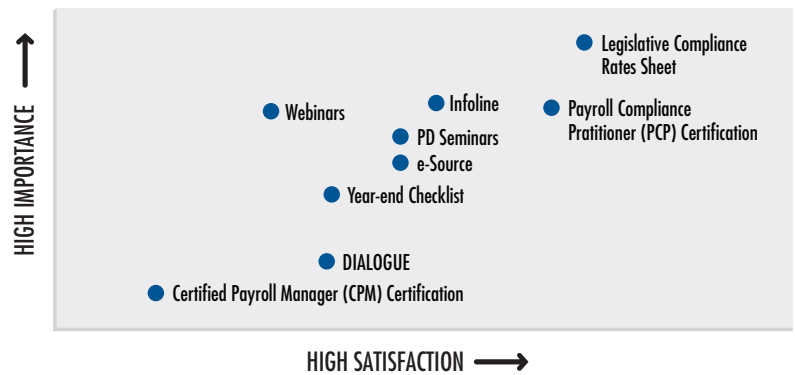 HIGH IMPORTANCE
Legislative Compliance
Rates Sheet
Infoline
Webinars
Payroll Compliance
Pratitioner (PCP) Certification
PD Seminars
e-Source
Year-end Checklist
DIALOGUE
Certified Payroll Manager (CPM) Certification
HIGH SATISFACTION